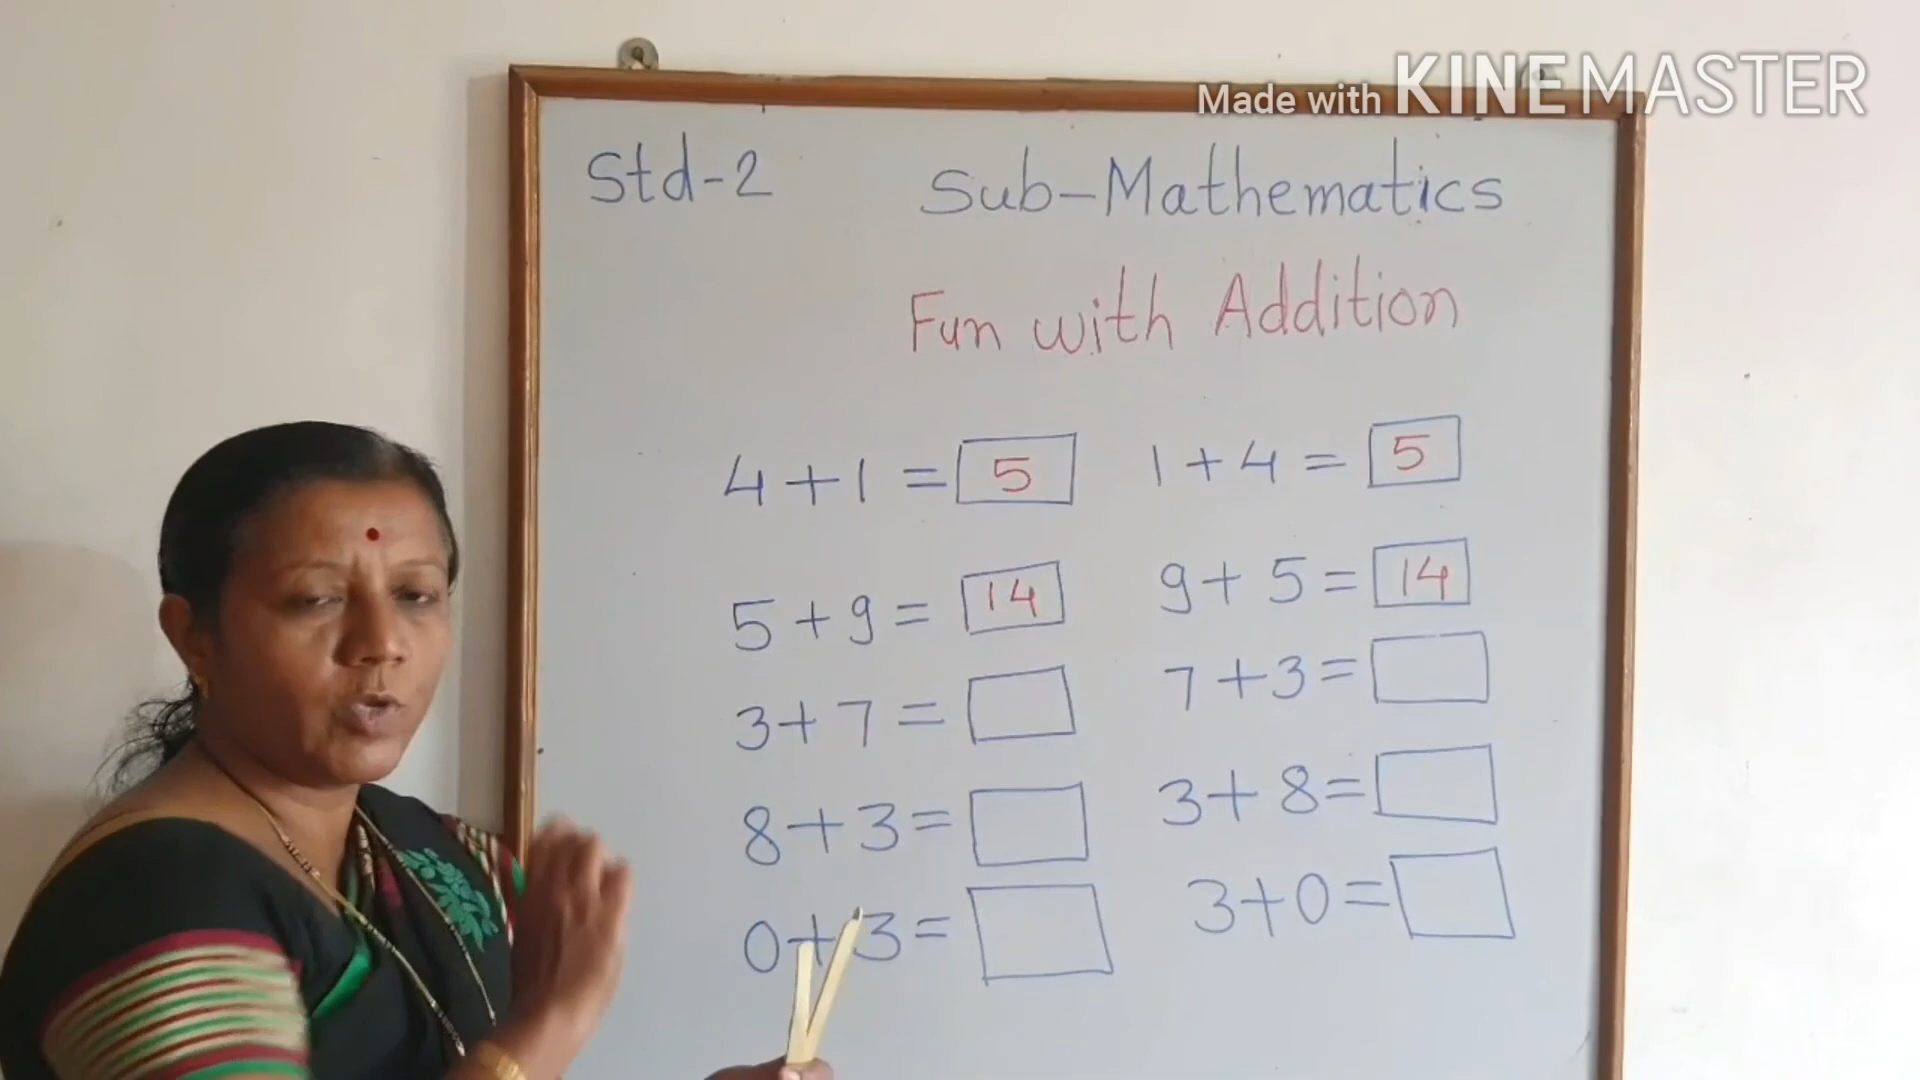 Made with KINEMASTER
Std-2 Sub-Mathematics
Fun with Addition
4+1 = 5 1+4 = 5
5+9 = 14 9+5 = 14
3+7 = 7+3 =
8+3 = 3+8 =
0+3 = 3+0 =